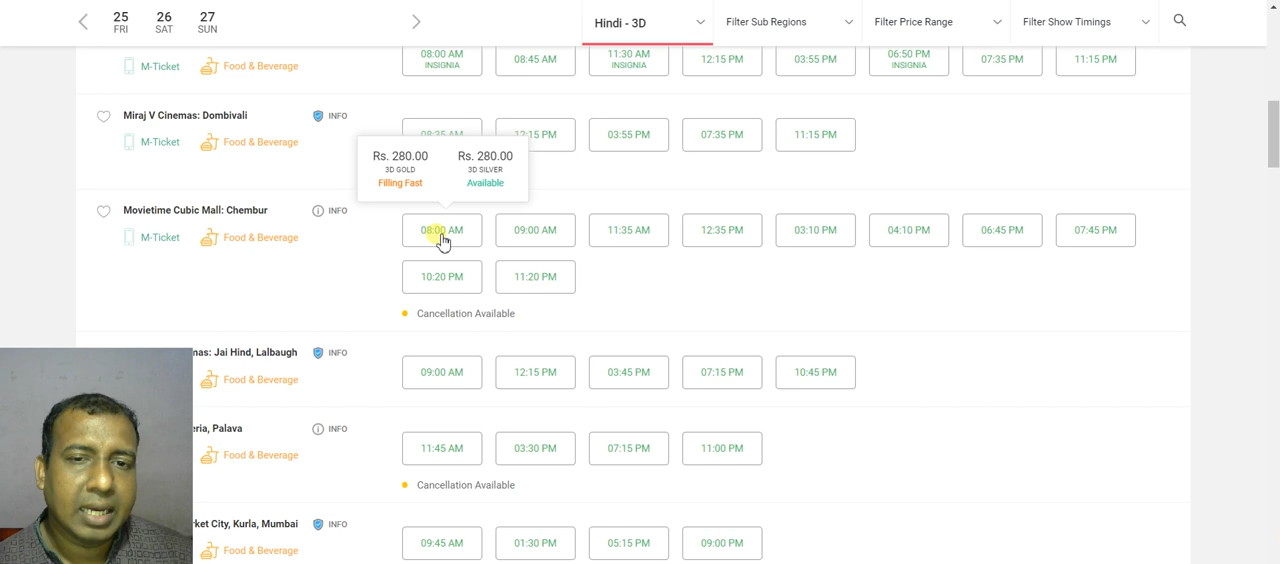 25 26 27
FRI SAT SUN
Hindi - 3D
Filter Sub Regions
Filter Price Range
Filter Show Timings
M-Ticket
Food & Beverage
08:00 AM
INSIGNIA
08:45 AM
11:30 AM
INSIGNIA
12:15 PM
03:55 PM
06:50 PM
INSIGNIA
07:35 PM
11:15 PM
Miraj V Cinemas: Dombivali
INFO
M-Ticket
Food & Beverage
08:35 AM
12:15 PM
03:55 PM
07:35 PM
11:15 PM
Rs. 280.00
3D GOLD
Filling Fast
Rs. 280.00
3D SILVER
Available
Movietime Cubic Mall: Chembur
INFO
M-Ticket
Food & Beverage
08:00 AM
09:00 AM
11:35 AM
12:35 PM
03:10 PM
04:10 PM
06:45 PM
07:45 PM
10:20 PM
11:20 PM
Cancellation Available
mas: Jai Hind, Lalbaugh
INFO
Food & Beverage
09:00 AM
12:15 PM
03:45 PM
07:15 PM
10:45 PM
eria, Palava
INFO
Food & Beverage
11:45 AM
03:30 PM
07:15 PM
11:00 PM
Cancellation Available
rket City, Kurla, Mumbai
INFO
Food & Beverage
09:45 AM
01:30 PM
05:15 PM
09:00 PM